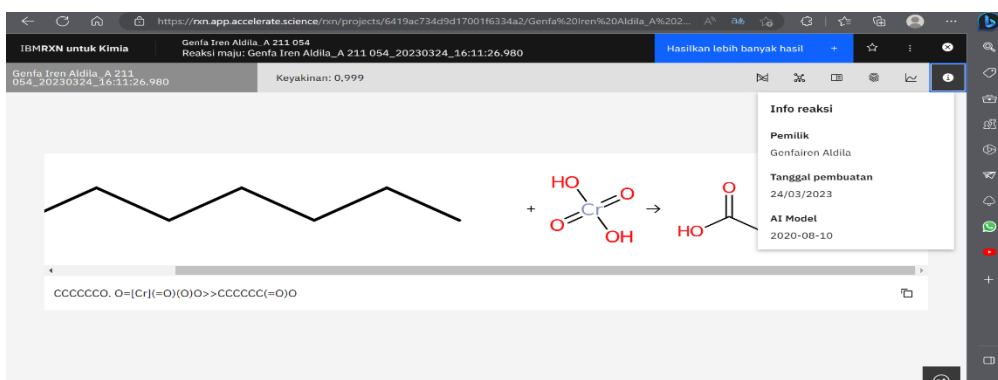 https://rxn.app.accelerate.science/rxn/projects/6419ac734d9d17001f6334a2/Genfa%20Iren%20Aldila_A%202...
IBM RXN untuk Kimia
Genfa Iren Aldila_A 211 054
Reaksi maju: Genfa Iren Aldila_A 211 054_20230324_16:11:26.980
Hasilkan lebih banyak hasil +
Genfa Iren Aldila_A 211
054_20230324_16:11:26.980
Keyakinan: 0,999
Info reaksi
Pemilik
Genfairen Aldila
Tanggal pembuatan
24/03/2023
AI Model
2020-08-10
HO
O
+ Cr →
O
OH
O
HO
CCCCCCO. O=[Cr](=O)(O)O>>CCCCCC(=O)O